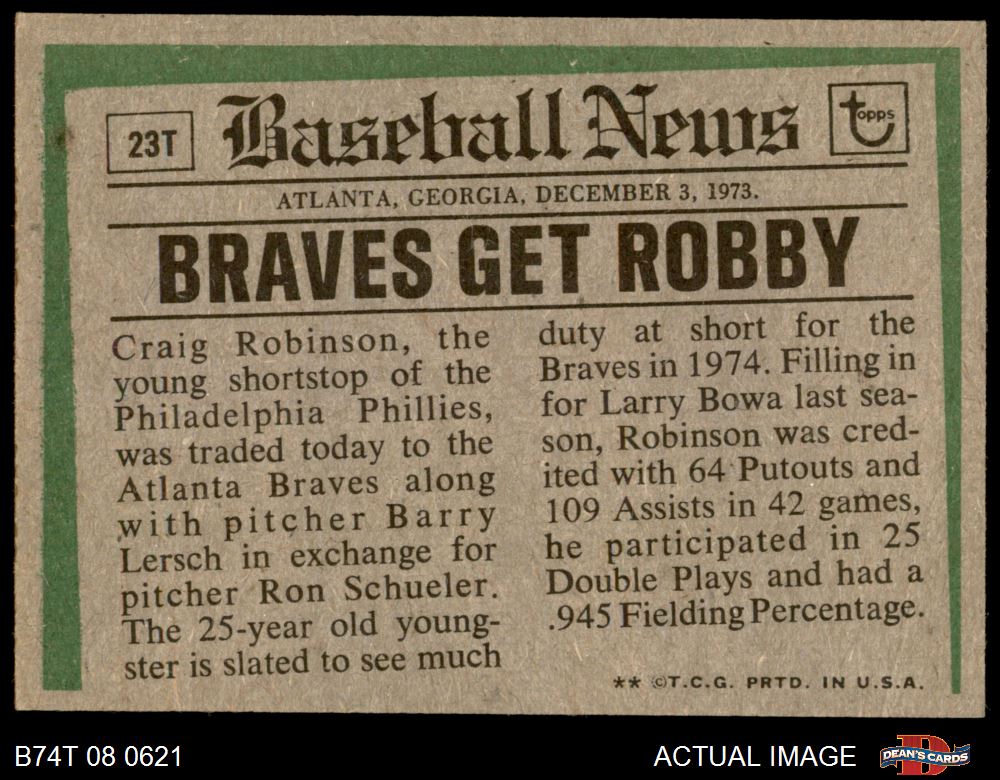 23T
Baseball News
topps
ATLANTA, GEORGIA, DECEMBER 3, 1973.
BRAVES GET ROBBY
Craig Robinson, the
young shortstop of the
Philadelphia Phillies,
was traded today to the
Atlanta Braves along
with pitcher Barry
Lersch in exchange for
pitcher Ron Schueler.
The 25-year old young-
ster is slated to see much
duty at short for the
Braves in 1974. Filling in
for Larry Bowa last sea-
son, Robinson was cred-
ited with 64 Putouts and
109 Assists in 42 games,
he participated in 25
Double Plays and had a
.945 Fielding Percentage.
** ©T.C.G. PRTD. IN U.S.A.
B74T 08 0621
ACTUAL IMAGE
DEAN'S CARDS